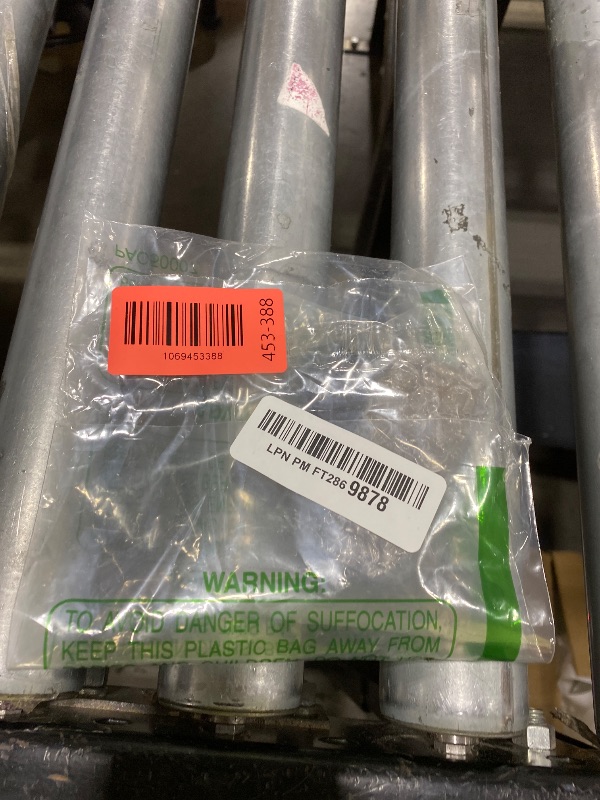 1069453388
453-388
LPN PM FT286 9878
WARNING:
TO AVOID DANGER OF SUFFOCATION,
KEEP THIS PLASTIC BAG AWAY FROM